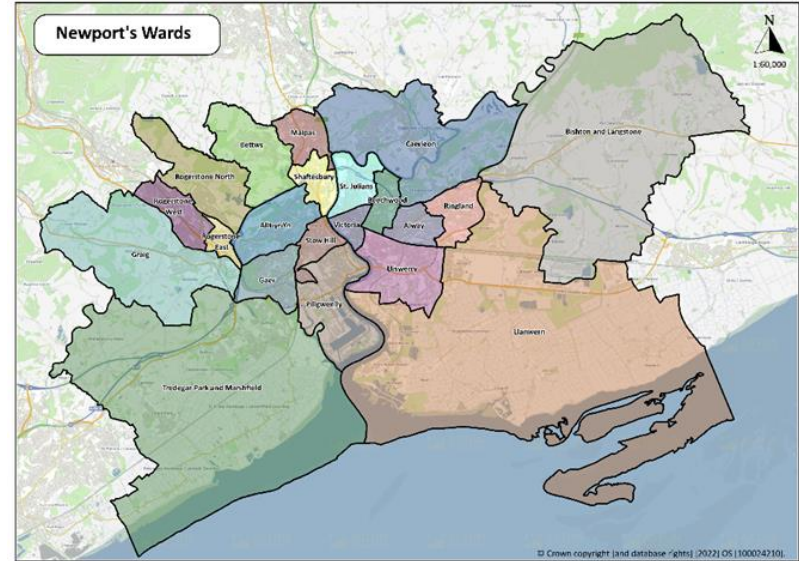 Newport's Wards
N
1:60,000
Bishton and Langstone
Malpas
Caerleon
Bettws
Rogerstone North
Shaftesbury
St. Julians
Beechwood
Rogerstone
West
Ringland
Allt-yr-Yn
Victoria
Alway
Rogerstone
East
Stow Hill
Graig
Lliswerry
Gaer
Pillgwenlly
Llanwern
Tredegar Park and Marshfield
© Crown copyright (and database rights) (2022) OS (100024210).